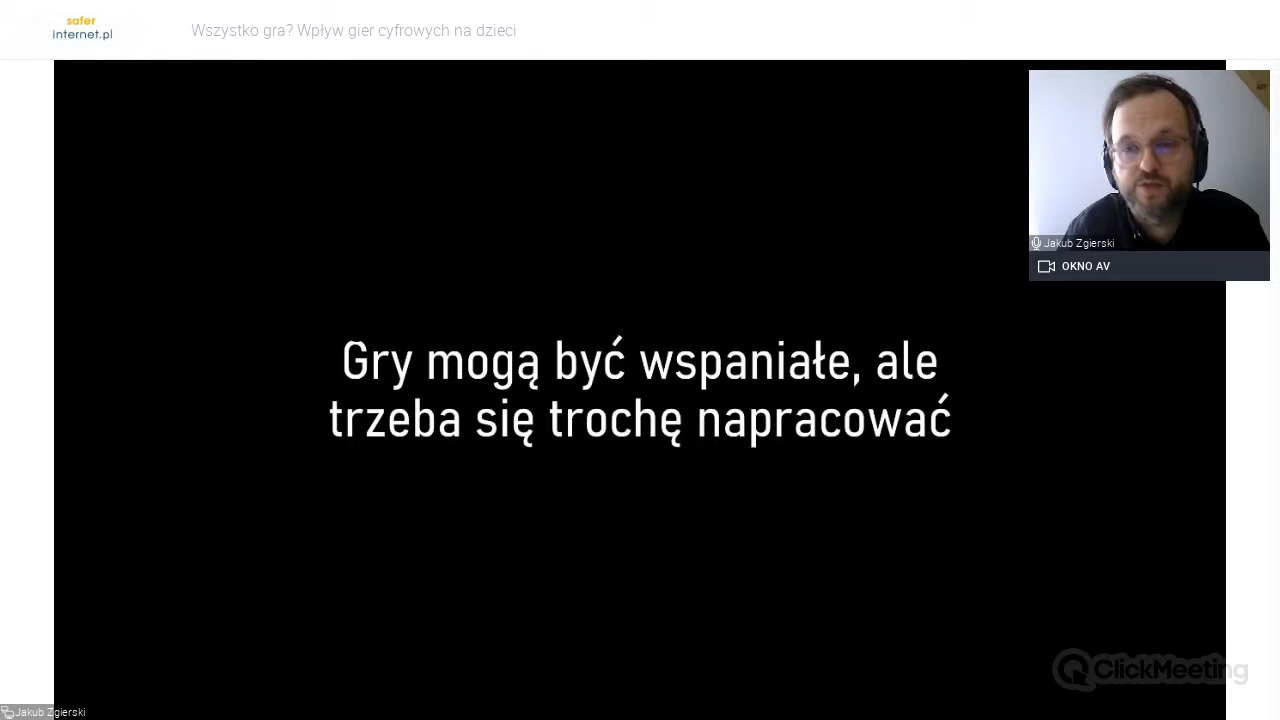 safer
internet.pl
Wszystko gra? Wpływ gier cyfrowych na dzieci
Jakub Zgierski
OKNO AV
Gry mogą być wspaniałe, ale
trzeba się trochę napracować
ClickMeeting
Jakub Zgierski